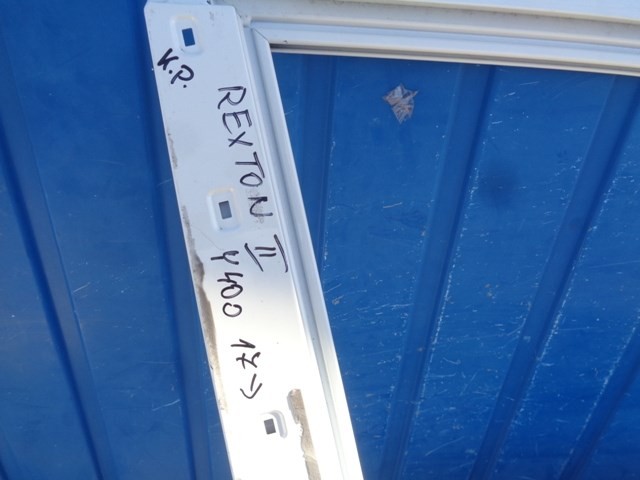 K.P.
REXTON II
Y400 17->